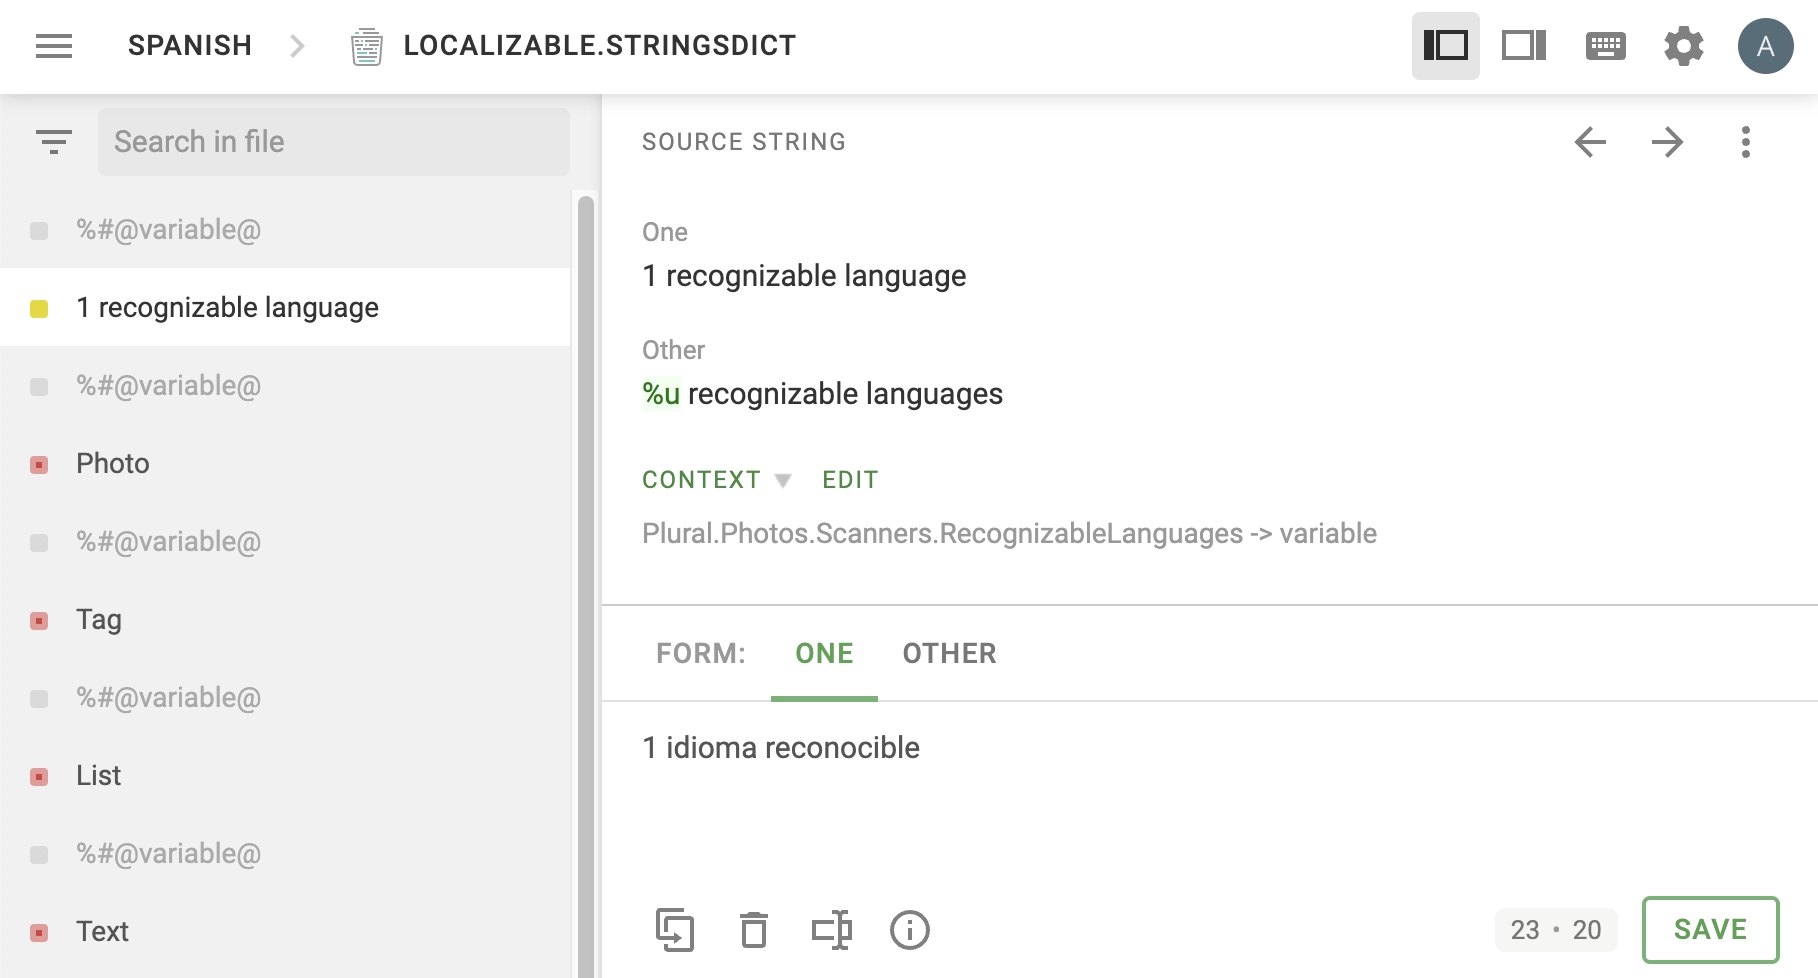 SPANISH
LOCALIZABLE.STRINGSDICT
A
Search in file
%#@variable@
1 recognizable language
%#@variable@
Photo
%#@variable@
Tag
%#@variable@
List
%#@variable@
Text
SOURCE STRING
One
1 recognizable language
Other
%u recognizable languages
CONTEXT EDIT
Plural.Photos.Scanners.RecognizableLanguages -> variable
FORM: ONE OTHER
1 idioma reconocible
23 • 20
SAVE